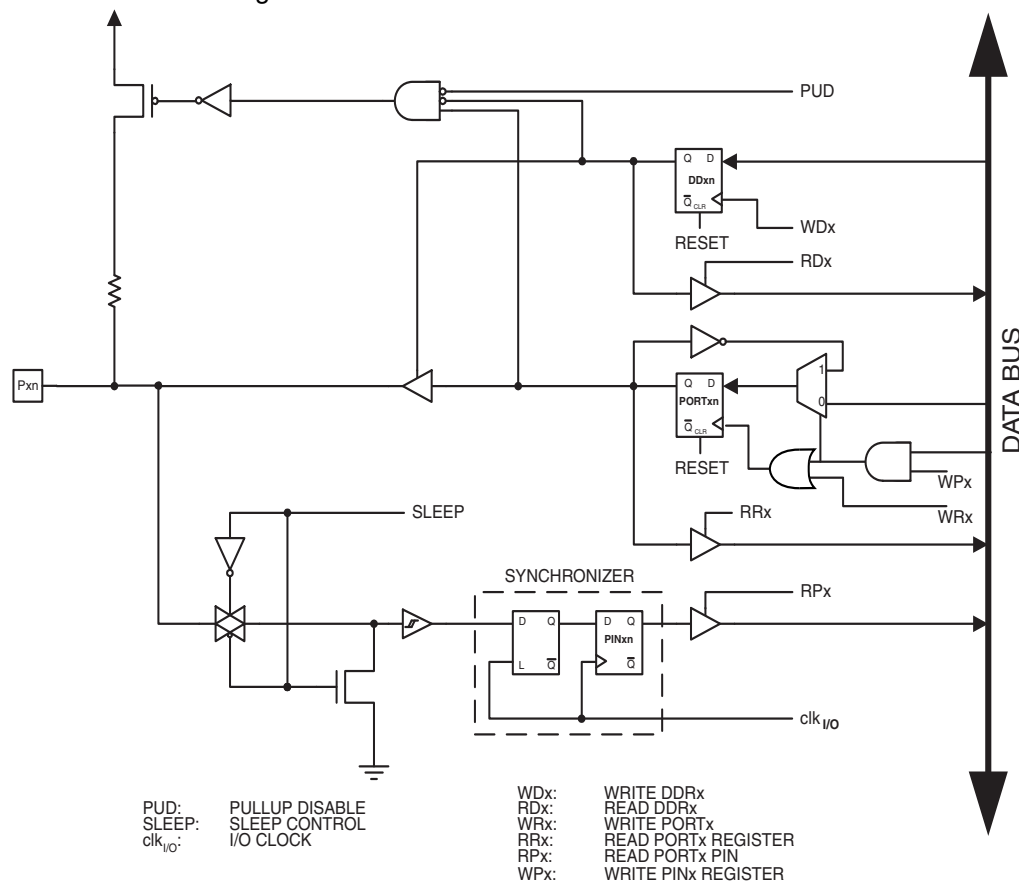 PUD
Q D
DDxn
Q CLR
WDx
RESET
RDx
Pxn
1
Q D
PORTxn
0
Q CLR
RESET
WPx
WRx
SLEEP
RRx
SYNCHRONIZER
RPx
D Q
D Q
PINxn
L Q
Q
clk I/O
DATA BUS
PUD: PULLUP DISABLE
SLEEP: SLEEP CONTROL
clk I/O: I/O CLOCK
WDx: WRITE DDRx
RDx: READ DDRx
WRx: WRITE PORTx
RRx: READ PORTx REGISTER
RPx: READ PORTx PIN
WPx: WRITE PINx REGISTER